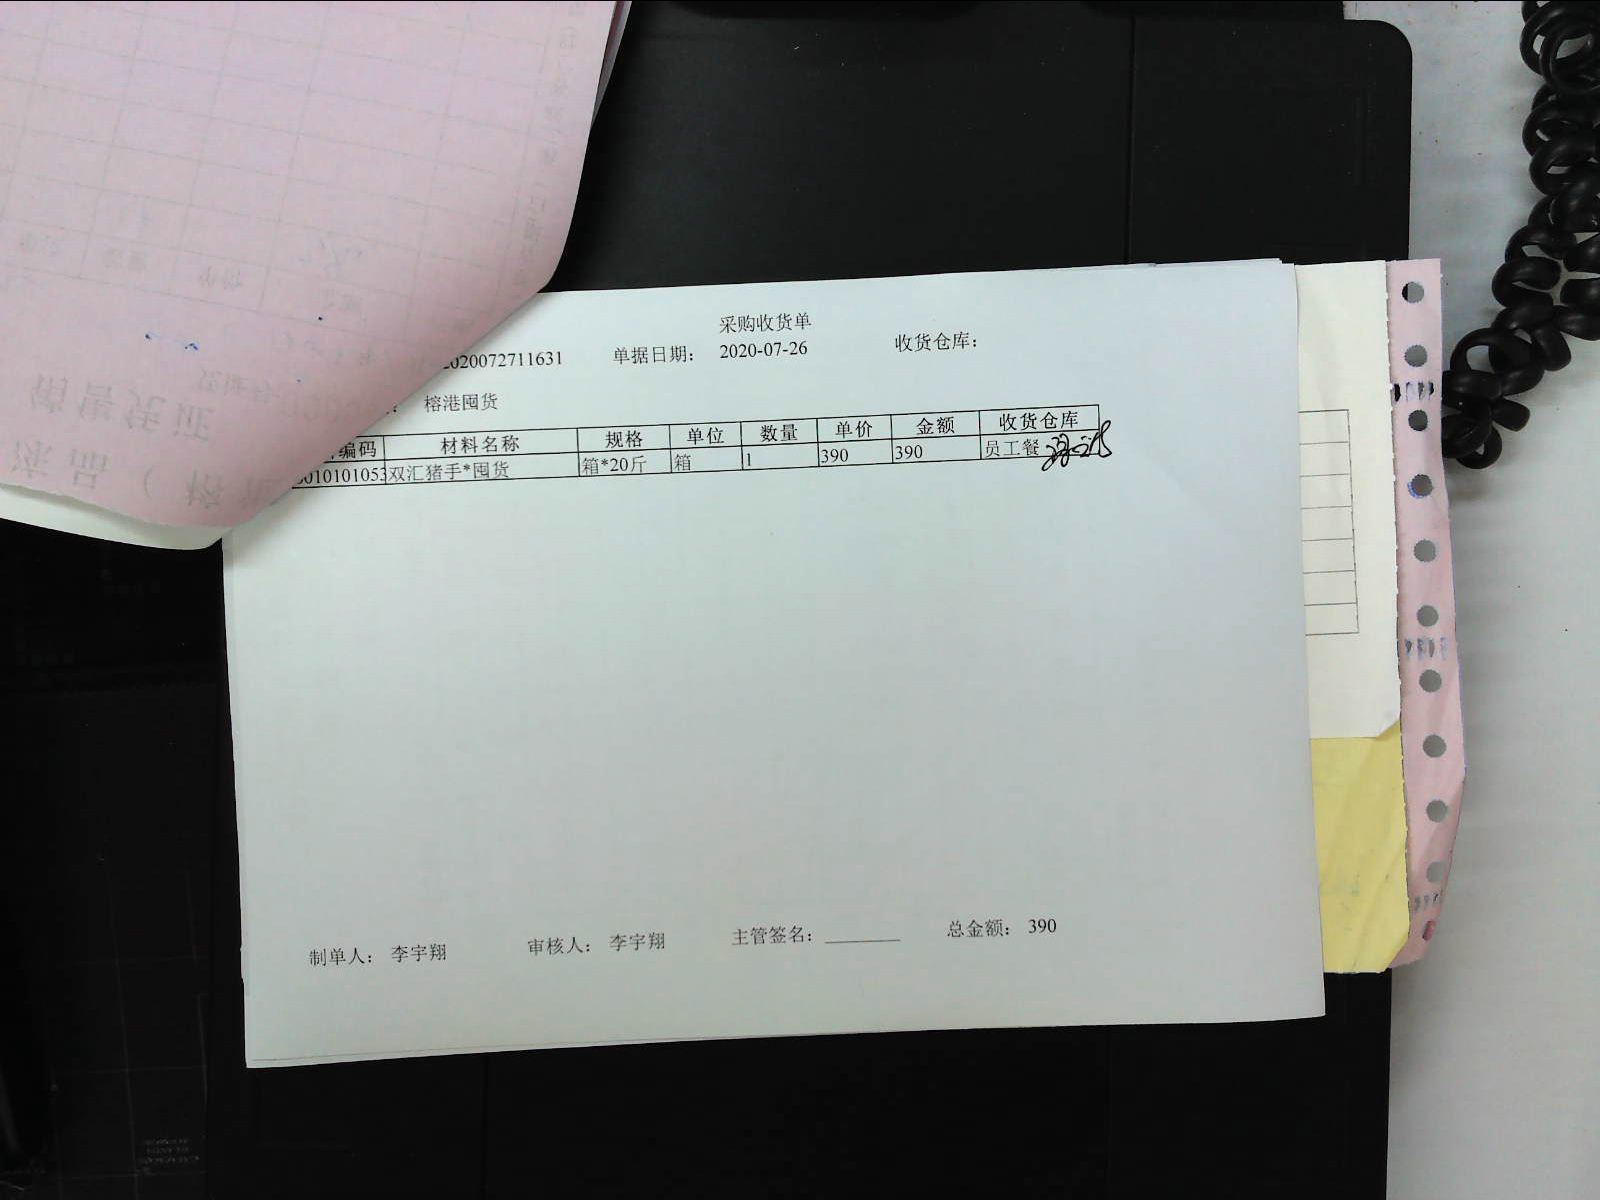 采购收货单
2020072711631 单据日期： 2020-07-26 收货仓库：
： 榕港囤货
编码 材料名称 规格 单位 数量 单价 金额 收货仓库
010101053 双汇猪手*囤货 箱*20斤 箱 1 390 390 员工餐
制单人： 李宇翔 审核人： 李宇翔 主管签名： 总金额： 390